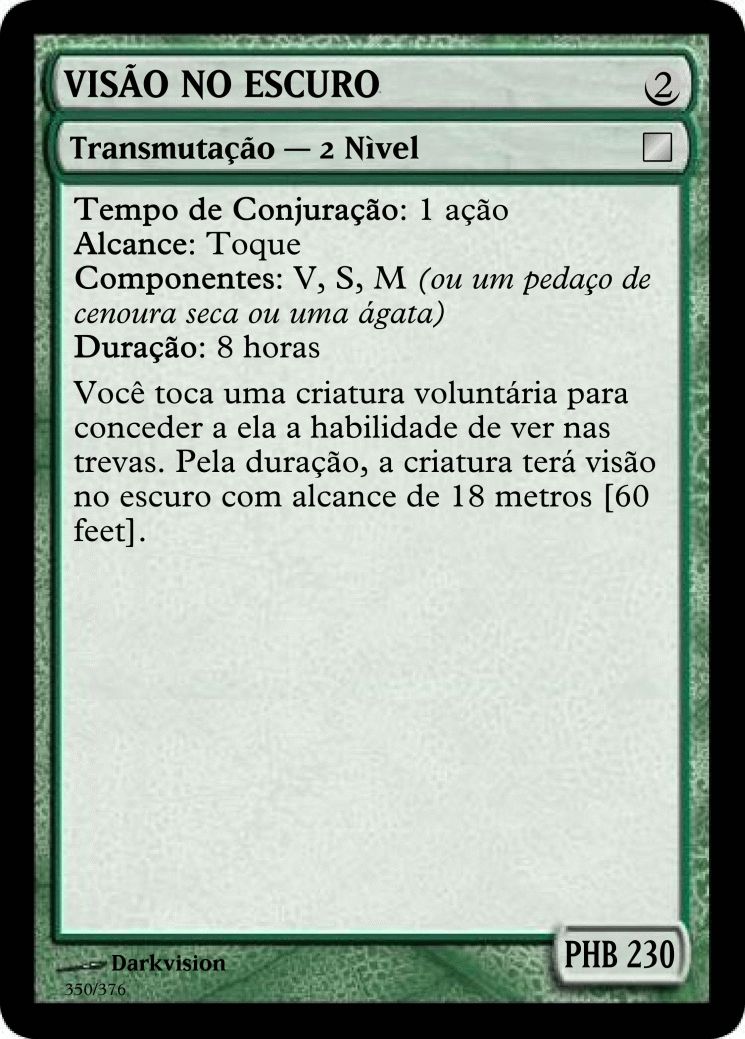 VISÃO NO ESCURO 2
Transmutação — 2 Nìvel
Tempo de Conjuração: 1 ação
Alcance: Toque
Componentes: V, S, M (ou um pedaço de
cenoura seca ou uma ágata)
Duração: 8 horas
Você toca uma criatura voluntária para
conceder a ela a habilidade de ver nas
trevas. Pela duração, a criatura terá visão
no escuro com alcance de 18 metros [60
feet].
PHB 230
Darkvision
350/376